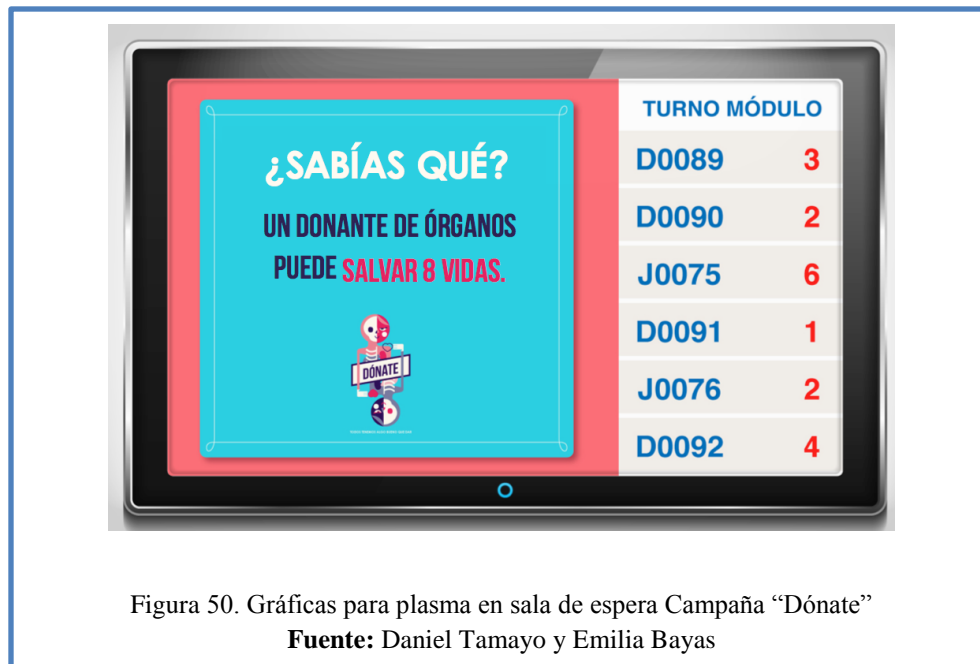 ¿SABÍAS QUÉ?
UN DONANTE DE ÓRGANOS
PUEDE SALVAR 8 VIDAS.
DÓNATE
TURNO MÓDULO
D0089 3
D0090 2
J0075 6
D0091 1
J0076 2
D0092 4
Figura 50. Gráficas para plasma en sala de espera Campaña “Dónate”
Fuente: Daniel Tamayo y Emilia Bayas